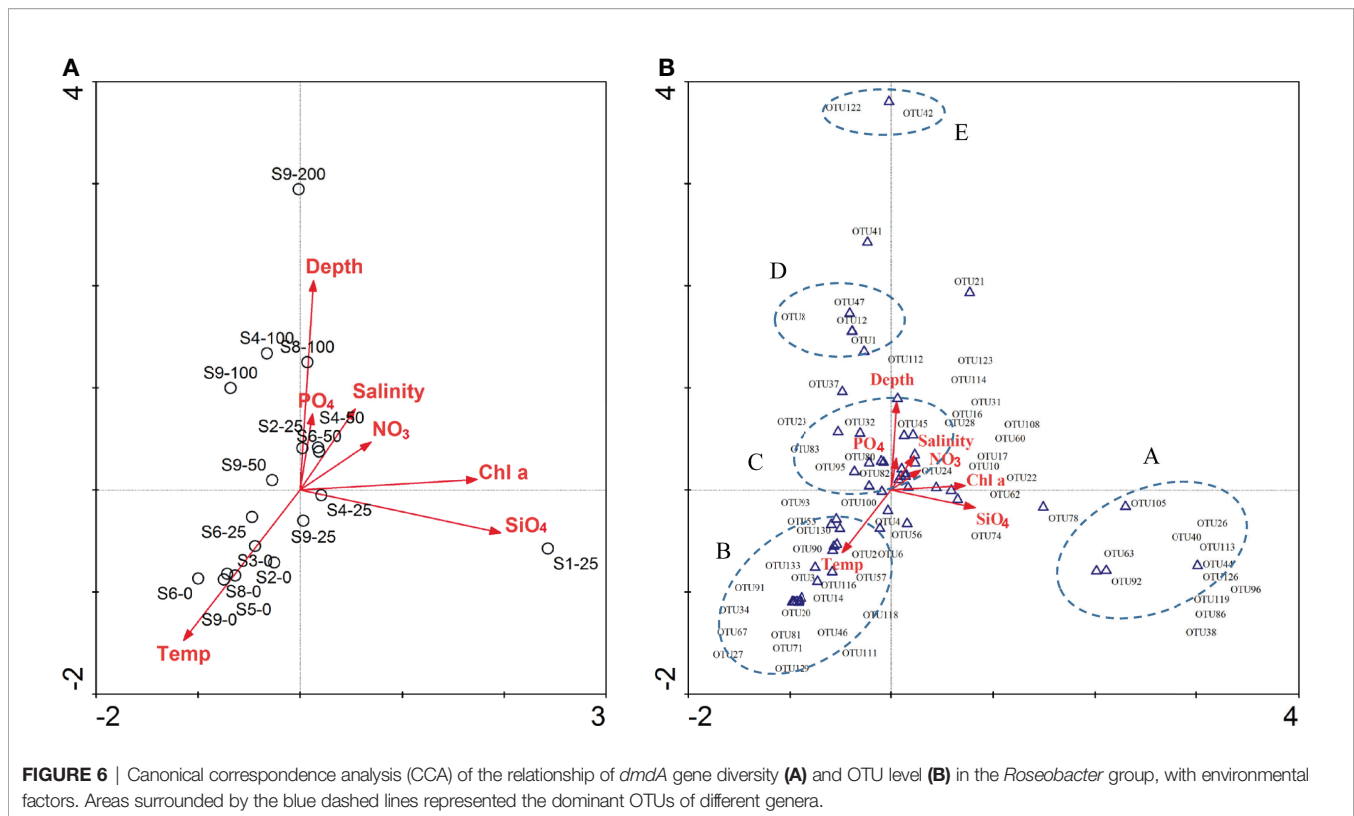 A
4
S9-200
Depth
S4-100
S8-100
S9-100
Salinity
PO4
S4-50
S2-25
S6-50
NO3
S9-50
Chl a
S4-25
SiO4
S6-25
S9-25
S1-25
S3-0
S2-0
S6-0
S8-0
S5-0
S9-0
Temp
-2
-2
3
B
4
OTU122
OTU42
E
OTU41
D
OTU21
OTU47
OTU8
OTU12
OTU1
OTU112
OTU123
Depth
OTU114
OTU37
OTU31
OTU16
OTU23
OTU32
OTU45
OTU28
OTU108
OTU60
PO4
Salinity
OTU83
OTU80
NO3
OTU17
C
OTU95
OTU82
OTU24
OTU10
A
Chl a
OTU22
OTU62
OTU93
OTU100
OTU105
SiO4
OTU78
OTU53
OTU4
OTU26
OTU130
OTU56
OTU74
OTU40
B
OTU90
OTU2
OTU6
OTU63
OTU113
Temp
OTU133
OTU44
OTU3
OTU57
OTU92
OTU126
OTU91
OTU116
OTU96
OTU14
OTU119
OTU34
OTU20
OTU118
OTU86
OTU67
OTU81
OTU46
OTU38
OTU71
OTU27
OTU111
OTU129
-2
-2
4
FIGURE 6 | Canonical correspondence analysis (CCA) of the relationship of dmdA gene diversity (A) and OTU level (B) in the Roseobacter group, with environmental
factors. Areas surrounded by the blue dashed lines represented the dominant OTUs of different genera.